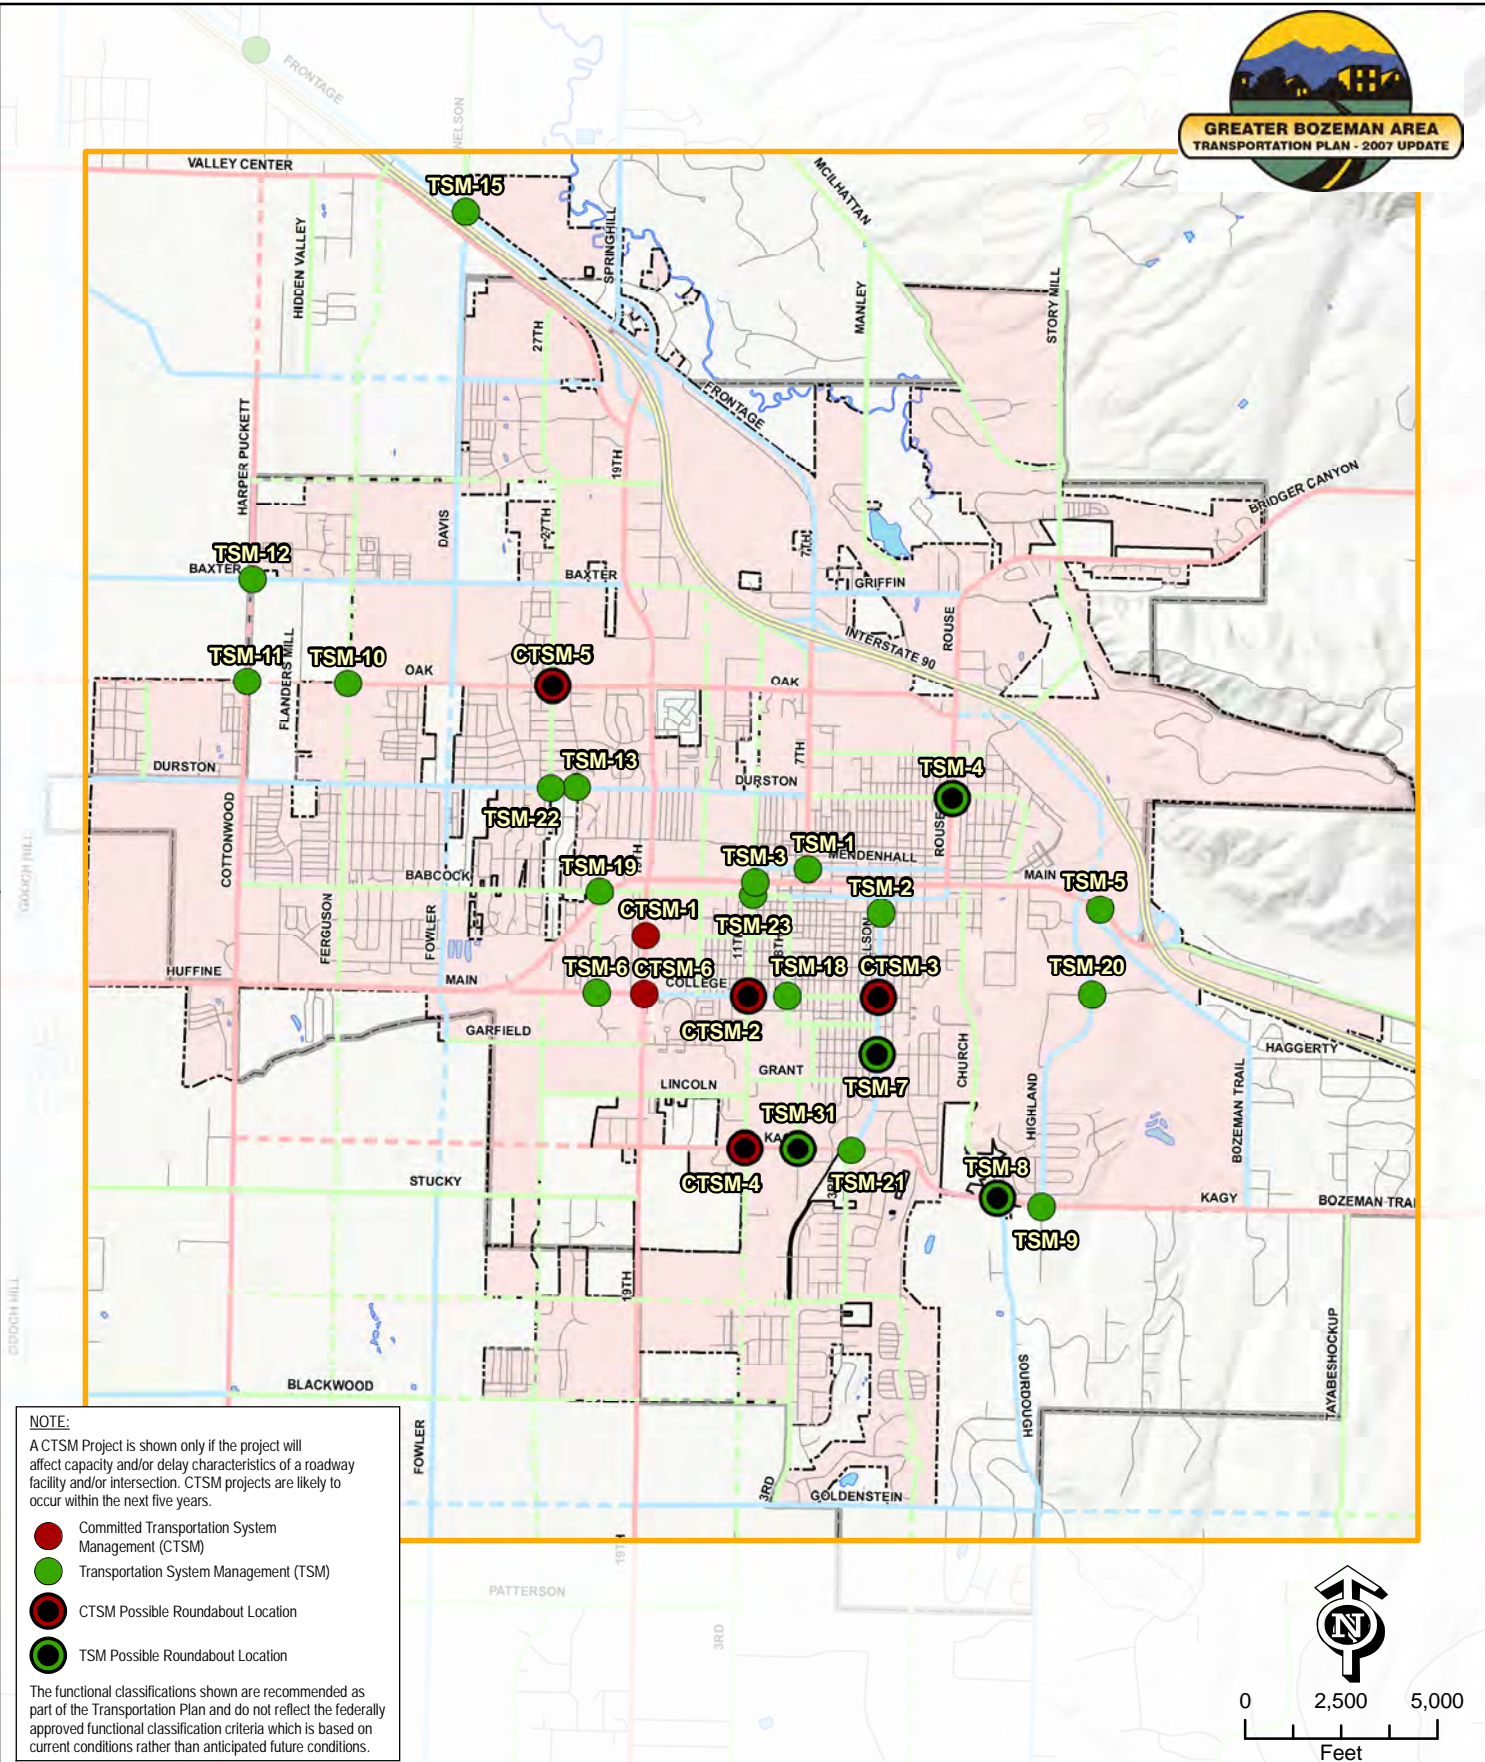 FRONTAGE
NELSON
GREATER BOZEMAN AREA
TRANSPORTATION PLAN - 2007 UPDATE
VALLEY CENTER
TSM-15
MCILHATTAN
HIDDEN VALLEY
SPRINGHILL
MANLEY
STORY MILL
27TH
FRONTAGE
HARPER PUCKETT
19TH
BRIDGER CANYON
DAVIS
27TH
7TH
TSM-12
BAXTER
BAXTER
GRIFFIN
ROUSE
INTERSTATE 90
FLANDERS MILL
TSM-11
TSM-10
OAK
CTSM-5
OAK
7TH
DURSTON
TSM-13
DURSTON
TSM-4
TSM-22
COTTONWOOD
ROUSE
TSM-1
MENDENHALL
TSM-3
19TH
TSM-19
BABCOCK
MAIN
TSM-5
TSM-2
GOOCH HILL
CTSM-1
TSM-23
11TH
8TH
FERGUSON
FOWLER
HUFFINE
MAIN
TSM-6
CTSM-6
COLLEGE
TSM-18
CTSM-3
TSM-20
CTSM-2
GARFIELD
HAGGERTY
GRANT
LINCOLN
TSM-7
CHURCH
HIGHLAND
BOZEMAN TRAIL
TSM-31
CTSM-4
TSM-21
TSM-8
STUCKY
KAGY
BOZEMAN TRAI
TSM-9
GOOCH HILL
19TH
BLACKWOOD
SOURDOUGH
TAYABESHOCKUP
FOWLER
3RD
GOLDENSTEIN
19TH
PATTERSON
3RD
NOTE:
A CTSM Project is shown only if the project will
affect capacity and/or delay characteristics of a roadway
facility and/or intersection. CTSM projects are likely to
occur within the next five years.
Committed Transportation System
Management (CTSM)
Transportation System Management (TSM)
CTSM Possible Roundabout Location
TSM Possible Roundabout Location
The functional classifications shown are recommended as
part of the Transportation Plan and do not reflect the federally
approved functional classification criteria which is based on
current conditions rather than anticipated future conditions.
N
0 2,500 5,000
Feet